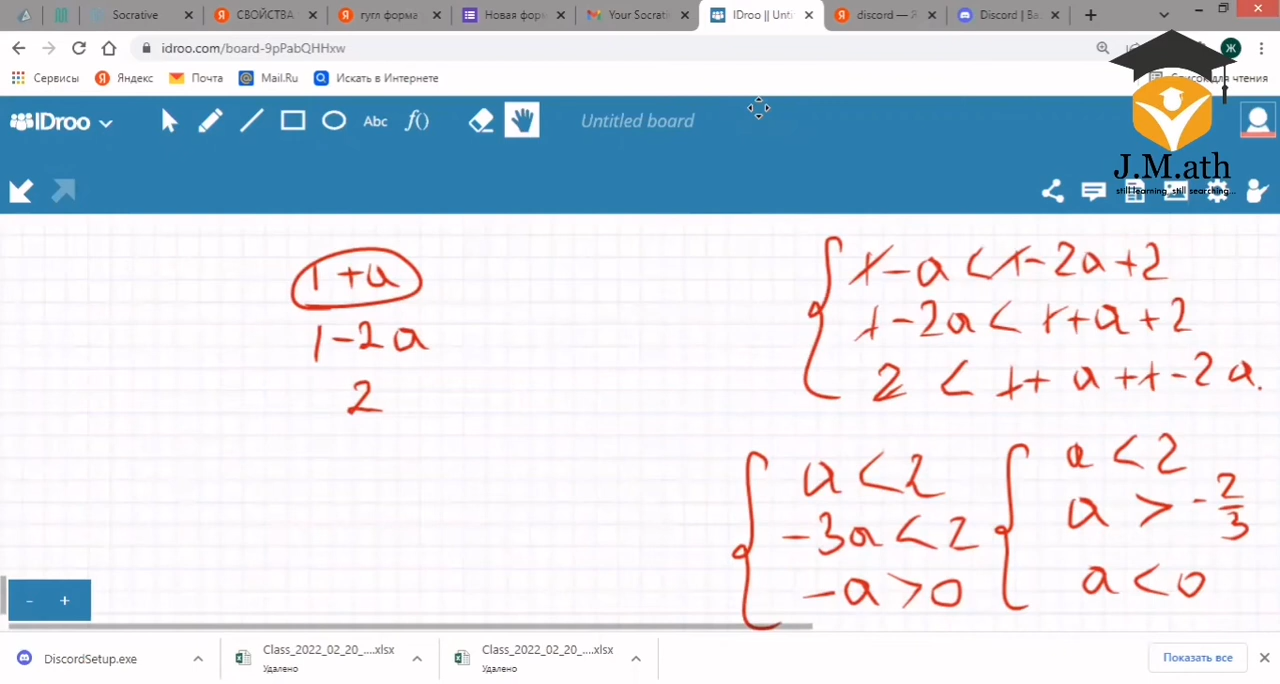 Socrative
СВОЙСТВА
гугл форма
Новая форм
Your Socrati
IDroo || Unti
discord — Я
Discord | Ва
idroo.com/board-9pPabQHHxw
Ж
Сервисы
Яндекс
Почта
Mail.Ru
Искать в Интернете
Список для чтения
IDroo
Abc
f()
Untitled board
J.M.ath
still learning, still searching...
1+a
1-2a
2
1-a<1-2a+2
1-2a<1+a+2
2<1+a+1-2a.
a<2
-3a<2
-a>0
a<2
a>-2/3
a<0
- +
DiscordSetup.exe
Class_2022_02_20_....xlsx
Удалено
Class_2022_02_20_....xlsx
Удалено
Показать все